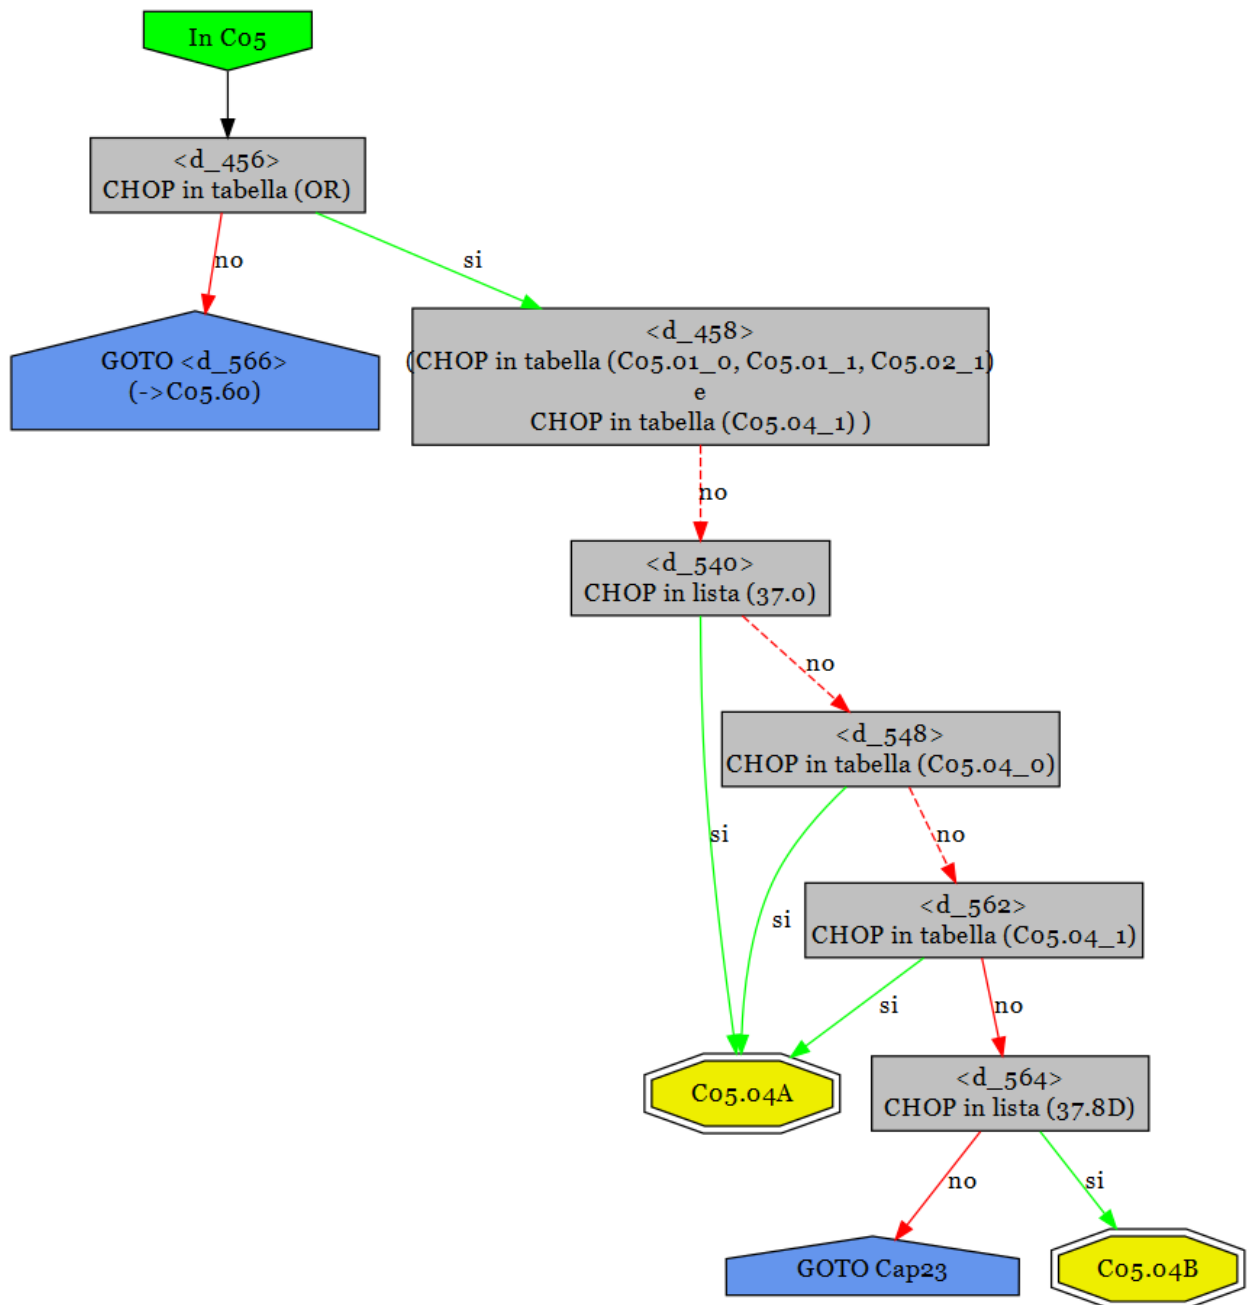 In C05
<d_456>
CHOP in tabella (OR)
no
si
GOTO <d_566>
(->C05.60)
<d_458>
(CHOP in tabella (C05.01_0, C05.01_1, C05.02_1)
e
CHOP in tabella (C05.04_1) )
no
<d_540>
CHOP in lista (37.0)
no
<d_548>
CHOP in tabella (C05.04_0)
si
no
<d_562>
CHOP in tabella (C05.04_1)
si
si
no
C05.04A
<d_564>
CHOP in lista (37.8D)
no
si
GOTO Cap23
C05.04B